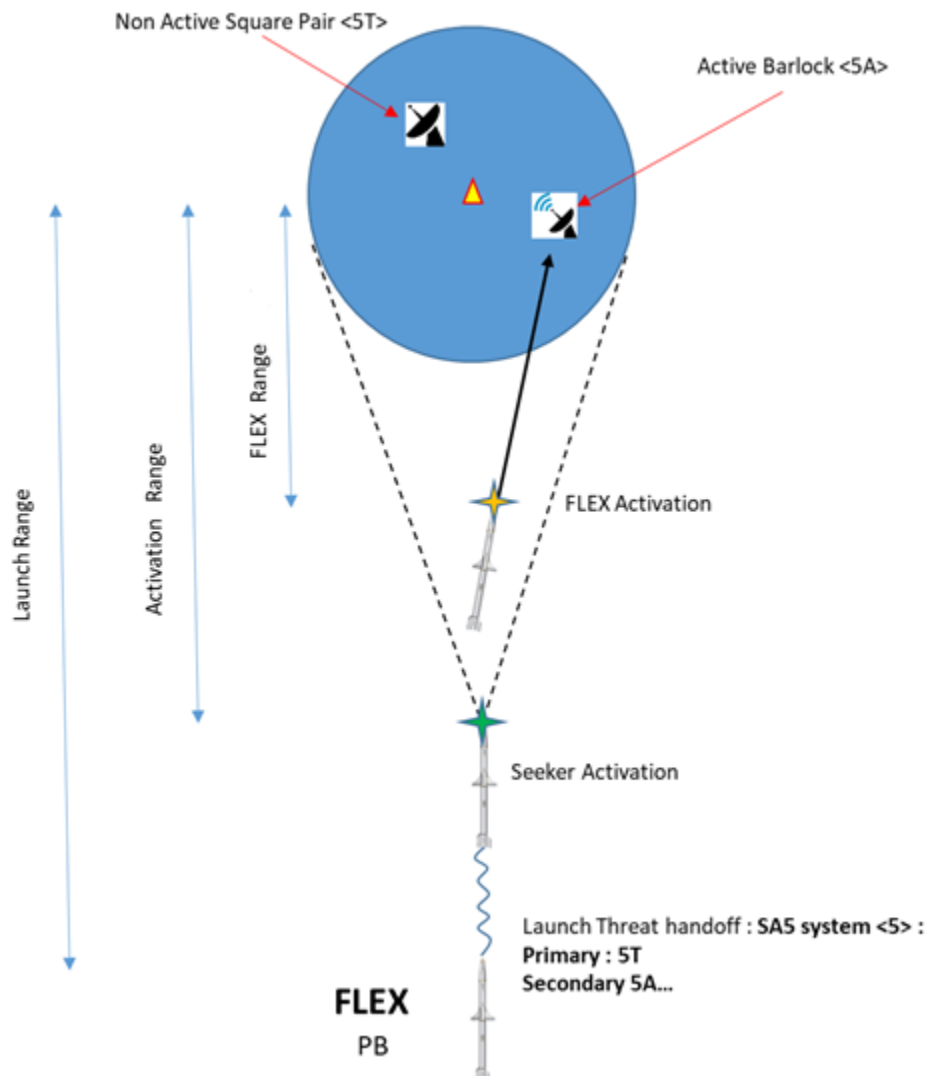 Non Active Square Pair <5T>
Active Barlock <5A>
FLEX Range
Activation Range
Launch Range
FLEX Activation
Seeker Activation
Launch Threat handoff : SA5 system <5> :
Primary : 5T
Secondary 5A...
FLEX
PB